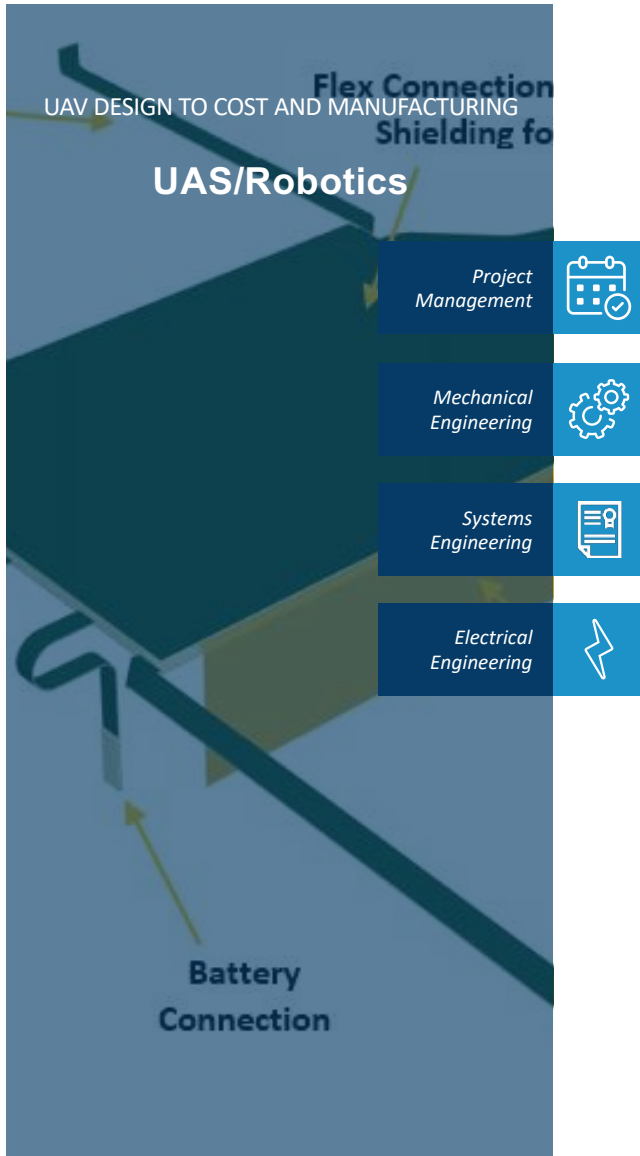 Flex Connection
UAV DESIGN TO COST AND MANUFACTURING
Shielding fo
UAS/Robotics
Project
Management
Mechanical
Engineering
Systems
Engineering
Electrical
Engineering
Battery
Connection